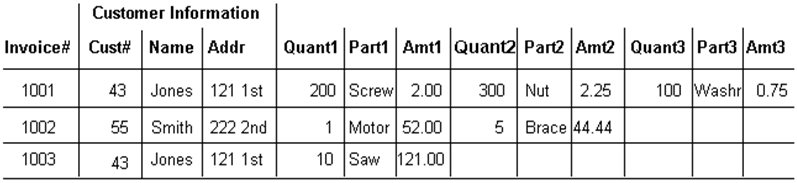 Customer Information
Invoice# Cust# Name Addr Quant1 Part1 Amt1 Quant2 Part2 Amt2 Quant3 Part3 Amt3
1001 43 Jones 121 1st 200 Screw 2.00 300 Nut 2.25 100 Washr 0.75
1002 55 Smith 222 2nd 1 Motor 52.00 5 Brace 44.44
1003 43 Jones 121 1st 10 Saw 121.00